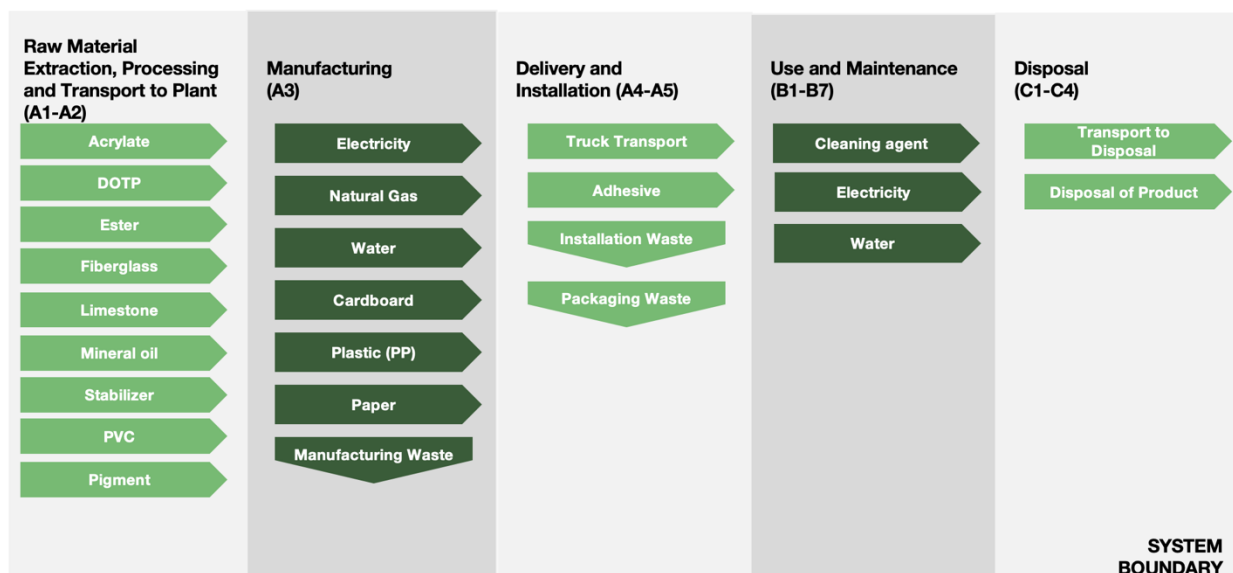 Raw Material
Extraction, Processing
and Transport to Plant
(A1-A2)
Acrylate
DOTP
Ester
Fiberglass
Limestone
Mineral oil
Stabilizer
PVC
Pigment
Manufacturing
(A3)
Electricity
Natural Gas
Water
Cardboard
Plastic (PP)
Paper
Manufacturing Waste
Delivery and
Installation (A4-A5)
Truck Transport
Adhesive
Installation Waste
Packaging Waste
Use and Maintenance
(B1-B7)
Cleaning agent
Electricity
Water
Disposal
(C1-C4)
Transport to
Disposal
Disposal of Product
SYSTEM
BOUNDARY